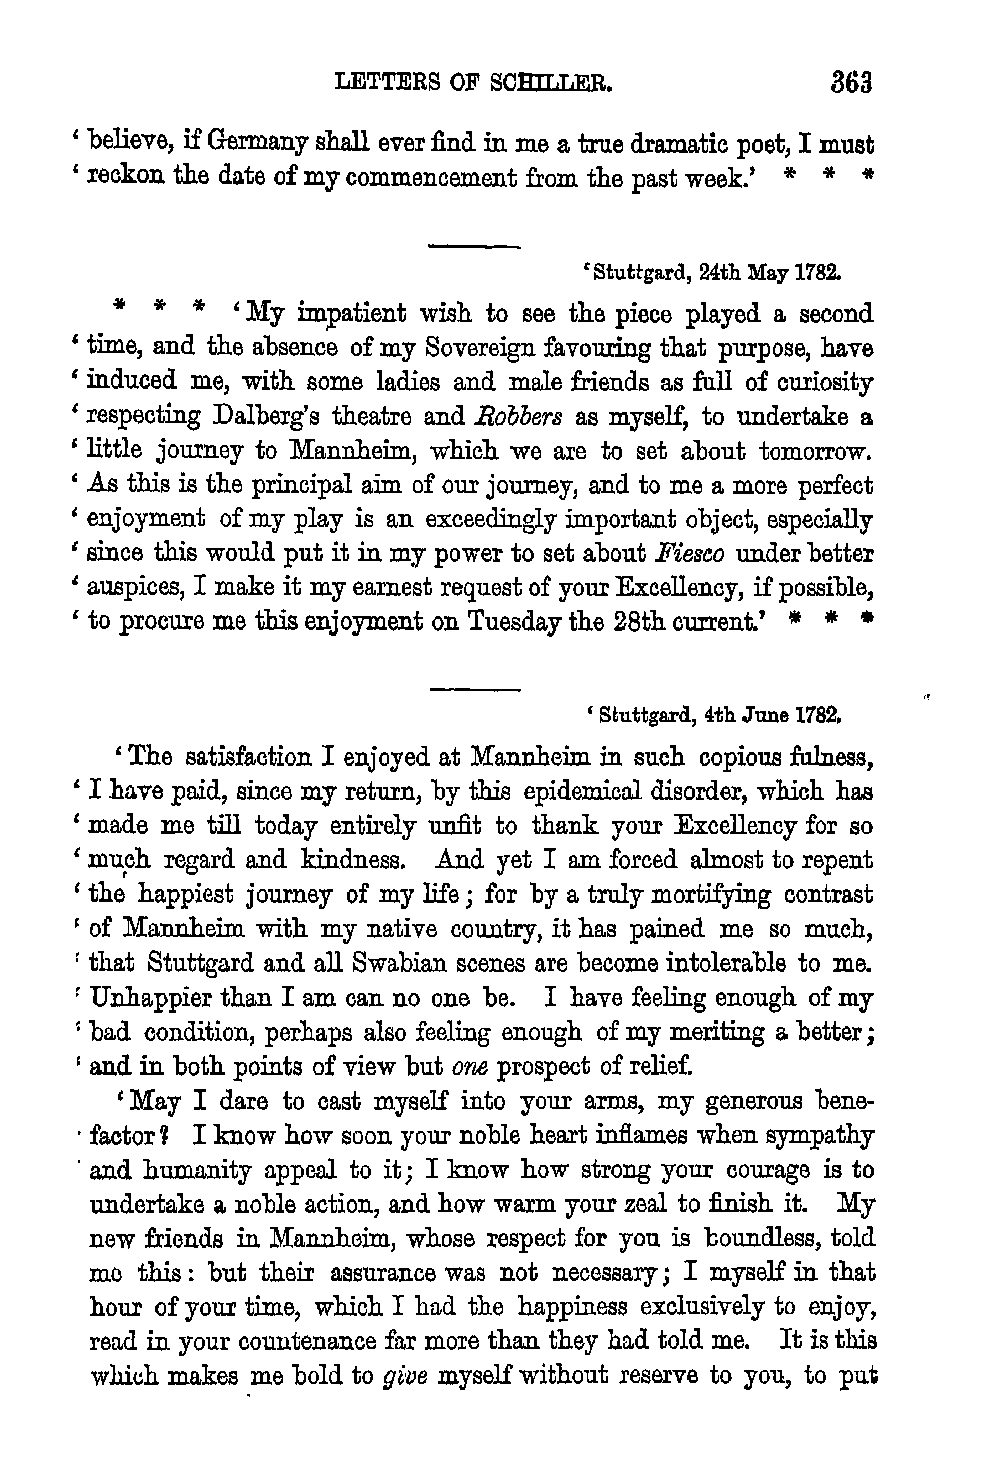 LETTERS OF SCHILLER. 363
‘ believe, if Germany shall ever find in me a true dramatic poet, I must
‘ reckon the date of my commencement from the past week.’ * * *
‘ Stuttgard, 24th May 1782.
* * * ‘ My impatient wish to see the piece played a second
‘ time, and the absence of my Sovereign favouring that purpose, have
‘ induced me, with some ladies and male friends as full of curiosity
‘ respecting Dalberg’s theatre and Robbers as myself, to undertake a
‘ little journey to Mannheim, which we are to set about tomorrow.
‘ As this is the principal aim of our journey, and to me a more perfect
‘ enjoyment of my play is an exceedingly important object, especially
‘ since this would put it in my power to set about Fiesco under better
‘ auspices, I make it my earnest request of your Excellency, if possible,
‘ to procure me this enjoyment on Tuesday the 28th current.’ * * *
‘ Stuttgard, 4th June 1782.
‘ The satisfaction I enjoyed at Mannheim in such copious fulness,
‘ I have paid, since my return, by this epidemical disorder, which has
‘ made me till today entirely unfit to thank your Excellency for so
‘ much regard and kindness. And yet I am forced almost to repent
‘ the happiest journey of my life; for by a truly mortifying contrast
‘ of Mannheim with my native country, it has pained me so much,
‘ that Stuttgard and all Swabian scenes are become intolerable to me.
‘ Unhappier than I am can no one be. I have feeling enough of my
‘ bad condition, perhaps also feeling enough of my meriting a better;
‘ and in both points of view but one prospect of relief.
‘ May I dare to cast myself into your arms, my generous bene-
‘ factor? I know how soon your noble heart inflames when sympathy
‘ and humanity appeal to it; I know how strong your courage is to
undertake a noble action, and how warm your zeal to finish it. My
new friends in Mannheim, whose respect for you is boundless, told
me this: but their assurance was not necessary; I myself in that
hour of your time, which I had the happiness exclusively to enjoy,
read in your countenance far more than they had told me. It is this
which makes me bold to give myself without reserve to you, to put